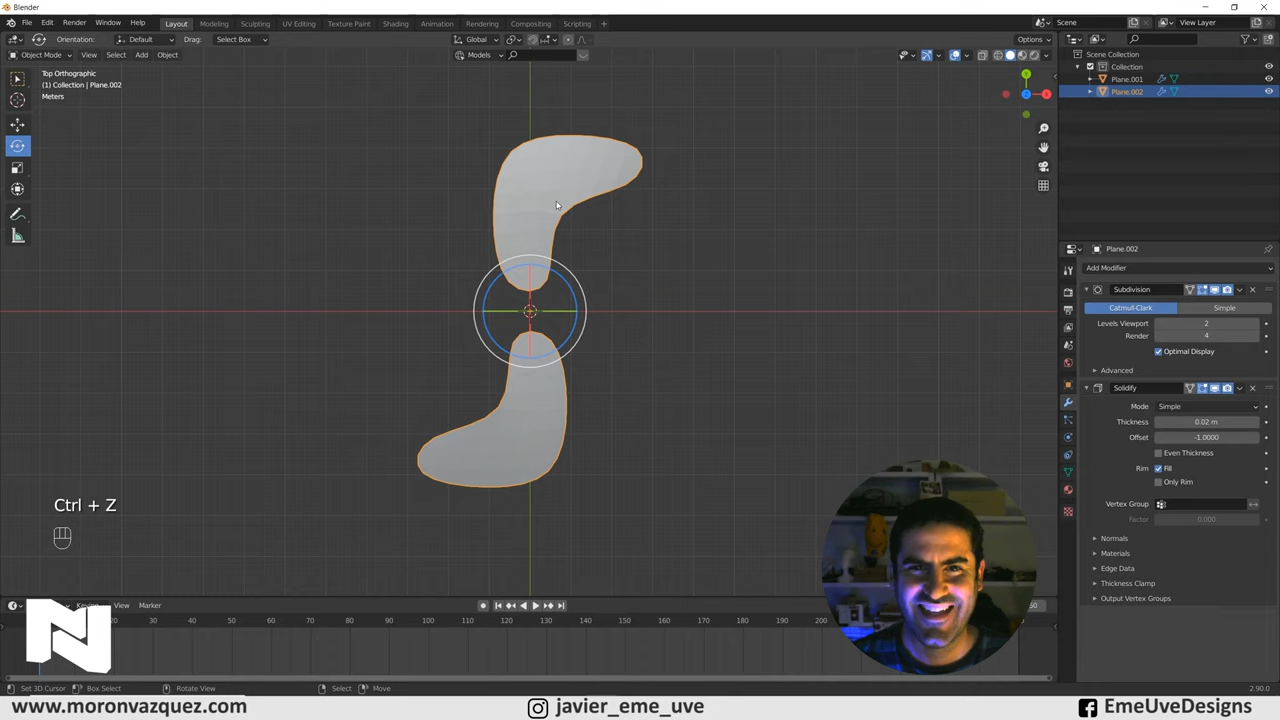 Blender
File Edit Render Window Help Layout Modeling Sculpting UV Editing Texture Paint Shading Animation Rendering Compositing Scripting + Scene View Layer
Orientation: Default Drag: Select Box Global Options
Object Mode View Select Add Object Models
Top Orthographic
(1) Collection | Plane.002
Meters
Scene Collection
Collection
Plane.001
Plane.002
Y
Z
X
Plane.002
Add Modifier
Subdivision
Catmull-Clark Simple
Levels Viewport 2
Render 4
Optimal Display
Advanced
Solidify
Mode Simple
Thickness 0.02 m
Offset -1.0000
Even Thickness
Rim Fill
Only Rim
Vertex Group
Factor 0.000
Normals
Materials
Edge Data
Thickness Clamp
Output Vertex Groups
Ctrl + Z
View Marker
20 30 40 50 60 70 80 90 100 110 120 130 140 150 160 170 180 190 200
N
Set 3D Cursor Box Select Rotate View Select Move 2.90.0
www.moronvazquez.com javier_eme_uve EmeUveDesigns